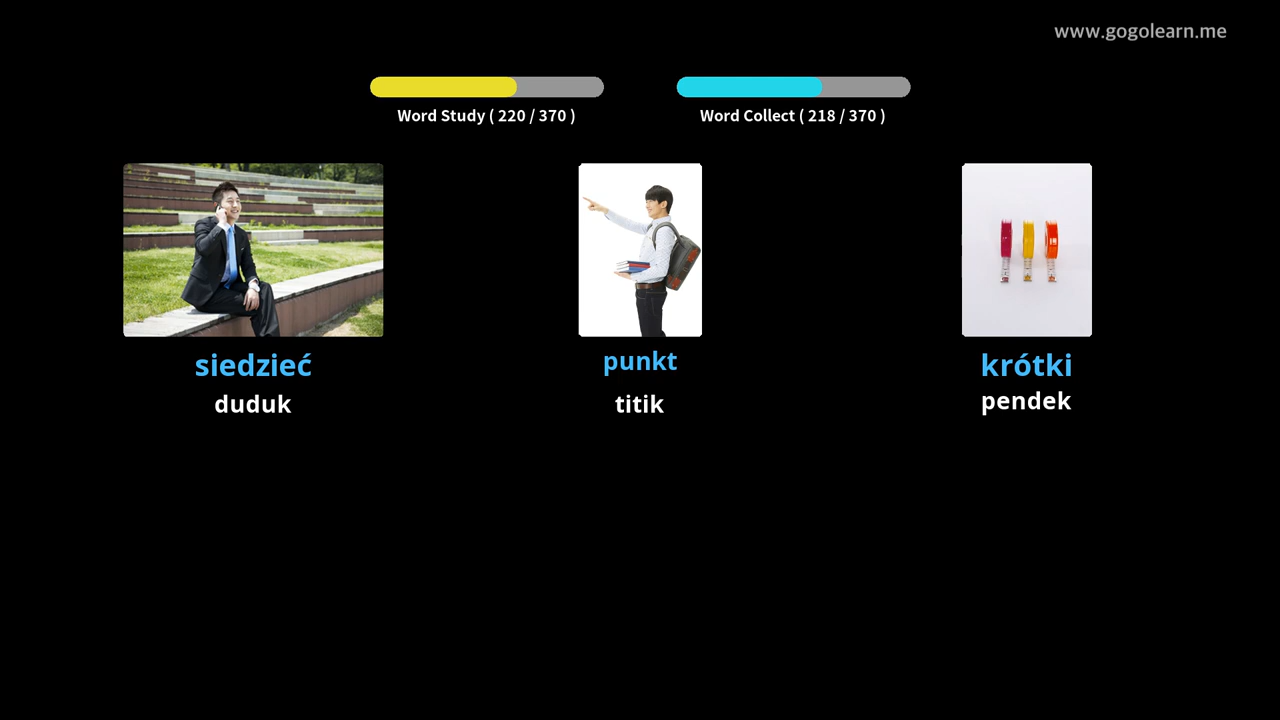 www.gogolearn.me
Word Study ( 220 / 370 )
Word Collect ( 218 / 370 )
siedzieć
duduk
punkt
titik
krótki
pendek